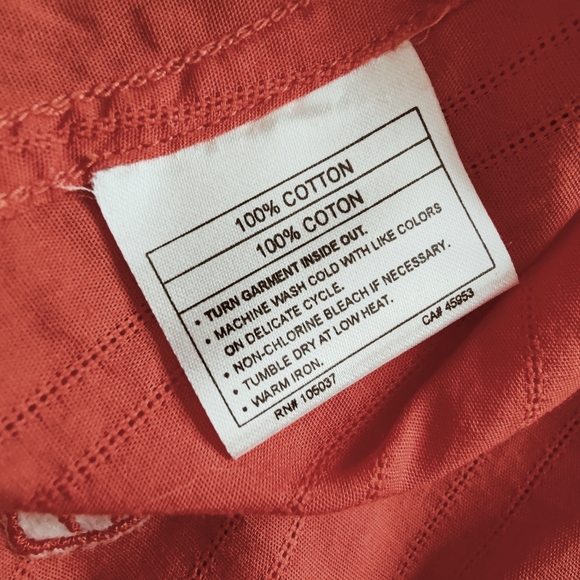 100% COTTON
100% COTON
• TURN GARMENT INSIDE OUT.
• MACHINE WASH COLD WITH LIKE COLORS
ON DELICATE CYCLE.
• NON-CHLORINE BLEACH IF NECESSARY.
• TUMBLE DRY AT LOW HEAT.
• WARM IRON.
RN# 105037 CA# 45953